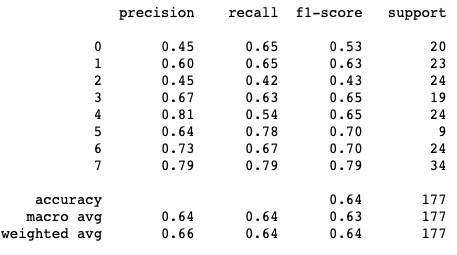 precision recall f1-score support
0 0.45 0.65 0.53 20
1 0.60 0.65 0.63 23
2 0.45 0.42 0.43 24
3 0.67 0.63 0.65 19
4 0.81 0.54 0.65 24
5 0.64 0.78 0.70 9
6 0.73 0.67 0.70 24
7 0.79 0.79 0.79 34
accuracy 0.64 177
macro avg 0.64 0.64 0.63 177
weighted avg 0.66 0.64 0.64 177